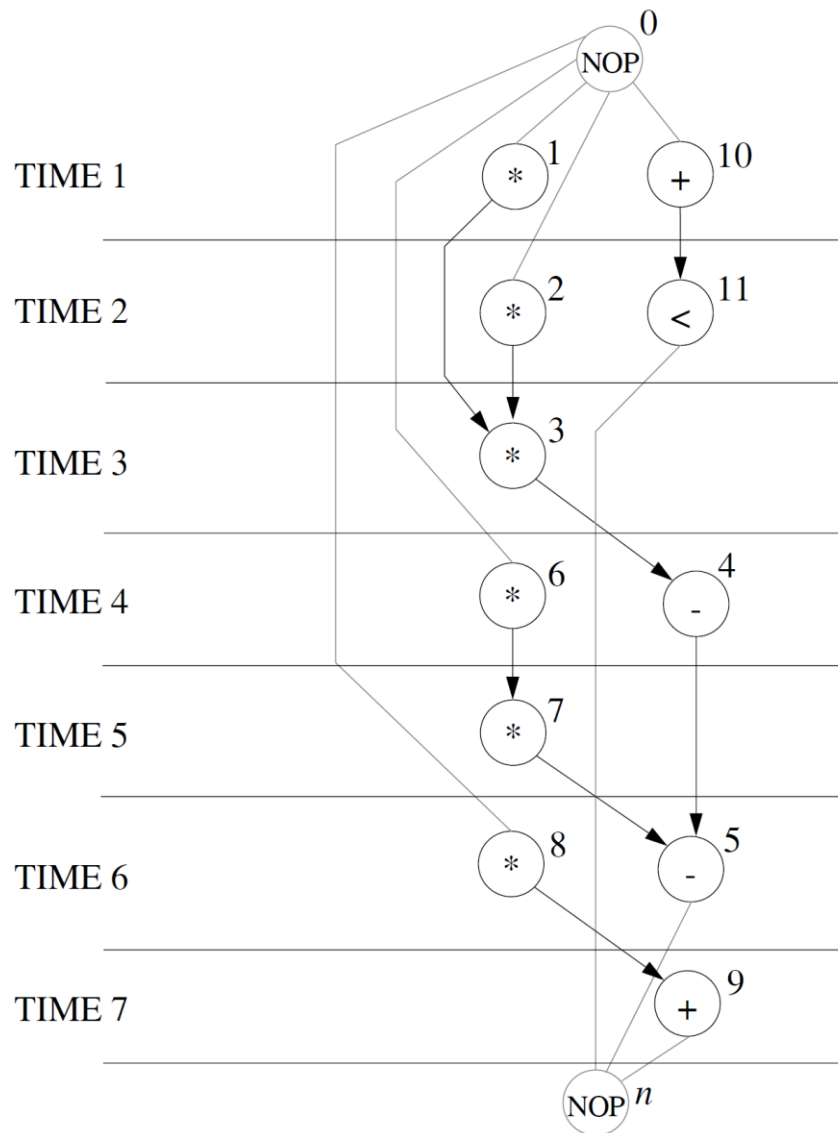 0
NOP
TIME 1
* 1
+ 10
TIME 2
* 2
< 11
TIME 3
* 3
TIME 4
* 6
- 4
TIME 5
* 7
TIME 6
* 8
- 5
TIME 7
+ 9
NOP n